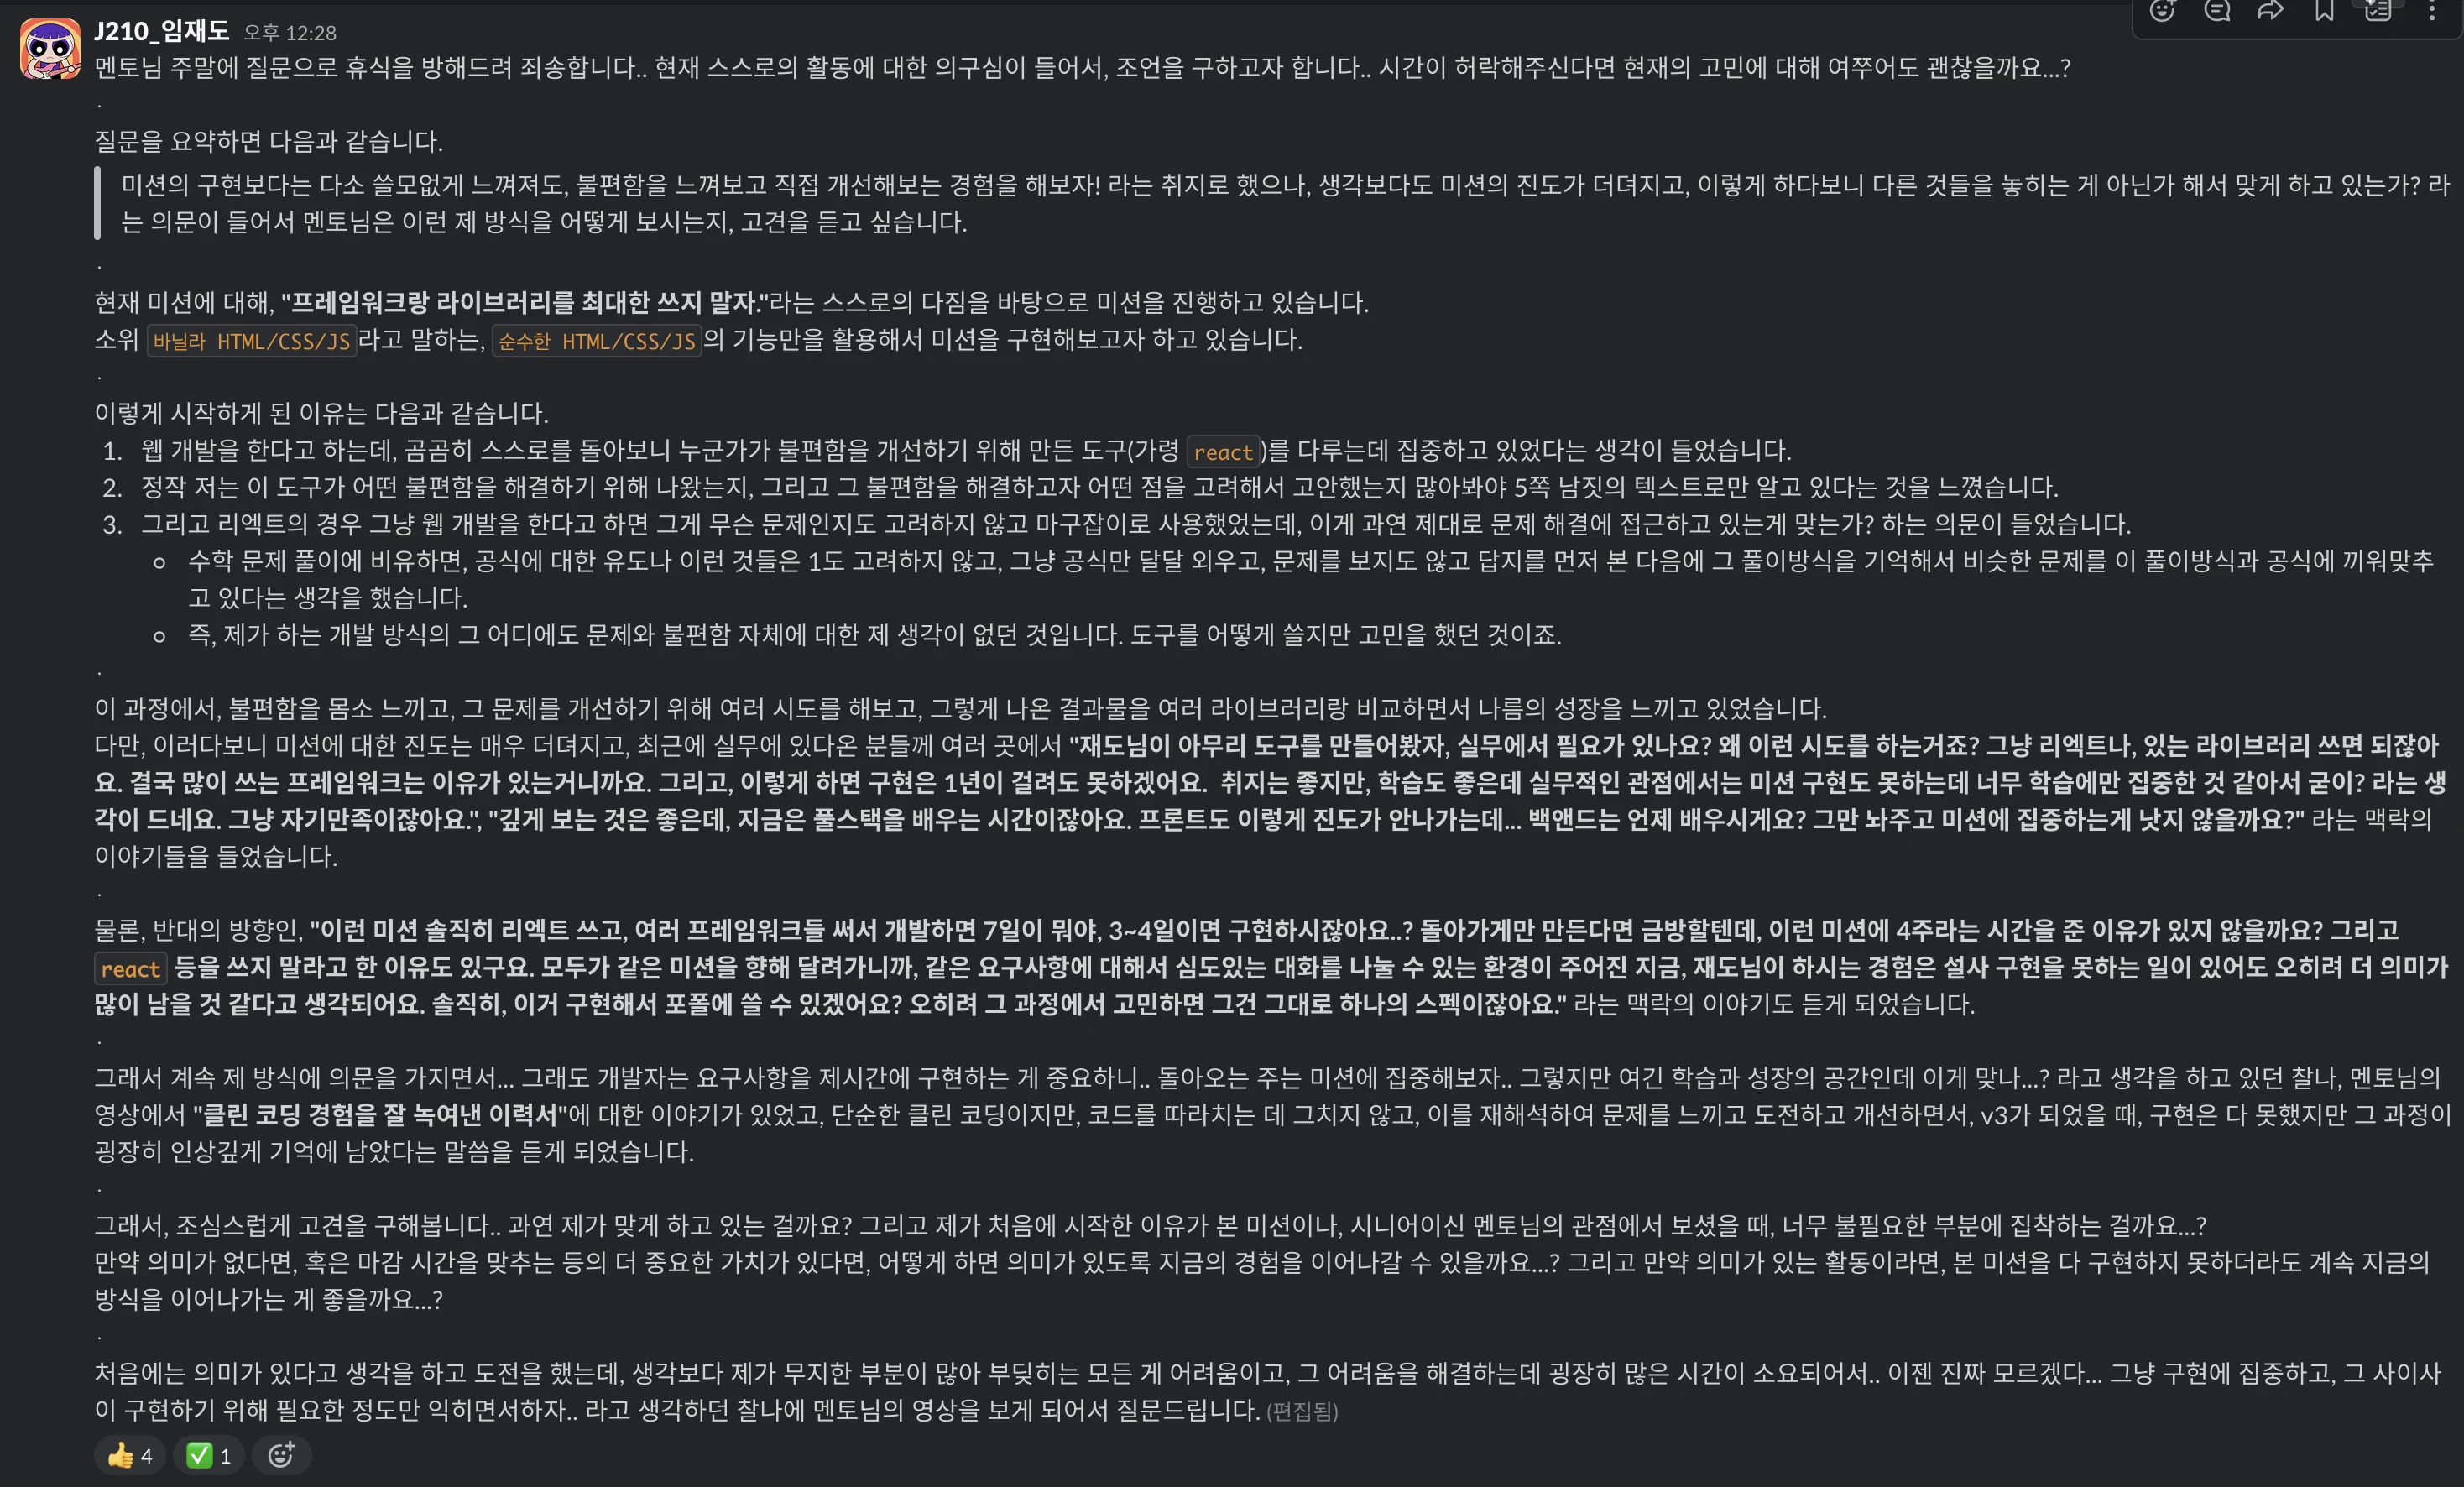 J210_임재도 오후 12:28
멘토님 주말에 질문으로 휴식을 방해드려 죄송합니다.. 현재 스스로의 활동에 대한 의구심이 들어서, 조언을 구하고자 합니다.. 시간이 허락해주신다면 현재의 고민에 대해 여쭈어도 괜찮을까요...?
.
질문을 요약하면 다음과 같습니다.
미션의 구현보다는 다소 쓸모없게 느껴져도, 불편함을 느껴보고 직접 개선해보는 경험을 해보자! 라는 취지로 했으나, 생각보다도 미션의 진도가 더뎌지고, 이렇게 하다보니 다른 것들을 놓히는 게 아닌가 해서 맞게 하고 있는가? 라
는 의문이 들어서 멘토님은 이런 제 방식을 어떻게 보시는지, 고견을 듣고 싶습니다.
.
현재 미션에 대해, "프레임워크랑 라이브러리를 최대한 쓰지 말자."라는 스스로의 다짐을 바탕으로 미션을 진행하고 있습니다.
소위 바닐라 HTML/CSS/JS라고 말하는, 순수한 HTML/CSS/JS의 기능만을 활용해서 미션을 구현해보고자 하고 있습니다.
.
이렇게 시작하게 된 이유는 다음과 같습니다.
1. 웹 개발을 한다고 하는데, 곰곰히 스스로를 돌아보니 누군가가 불편함을 개선하기 위해 만든 도구(가령 react)를 다루는데 집중하고 있었다는 생각이 들었습니다.
2. 정작 저는 이 도구가 어떤 불편함을 해결하기 위해 나왔는지, 그리고 그 불편함을 해결하고자 어떤 점을 고려해서 고안했는지 많아봐야 5쪽 남짓의 텍스트로만 알고 있다는 것을 느꼈습니다.
3. 그리고 리엑트의 경우 그냥 웹 개발을 한다고 하면 그게 무슨 문제인지도 고려하지 않고 마구잡이로 사용했었는데, 이게 과연 제대로 문제 해결에 접근하고 있는게 맞는가? 하는 의문이 들었습니다.
수학 문제 풀이에 비유하면, 공식에 대한 유도나 이런 것들은 1도 고려하지 않고, 그냥 공식만 달달 외우고, 문제를 보지도 않고 답지를 먼저 본 다음에 그 풀이방식을 기억해서 비슷한 문제를 이 풀이방식과 공식에 끼워맞추
고 있다는 생각을 했습니다.
즉, 제가 하는 개발 방식의 그 어디에도 문제와 불편함 자체에 대한 제 생각이 없던 것입니다. 도구를 어떻게 쓸지만 고민을 했던 것이죠.
.
이 과정에서, 불편함을 몸소 느끼고, 그 문제를 개선하기 위해 여러 시도를 해보고, 그렇게 나온 결과물을 여러 라이브러리랑 비교하면서 나름의 성장을 느끼고 있었습니다.
다만, 이러다보니 미션에 대한 진도는 매우 더뎌지고, 최근에 실무에 있다온 분들께 여러 곳에서 "재도님이 아무리 도구를 만들어봤자, 실무에서 필요가 있나요? 왜 이런 시도를 하는거죠? 그냥 리엑트나, 있는 라이브러리 쓰면 되잖아
요. 결국 많이 쓰는 프레임워크는 이유가 있는거니까요. 그리고, 이렇게 하면 구현은 1년이 걸려도 못하겠어요. 취지는 좋지만, 학습도 좋은데 실무적인 관점에서는 미션 구현도 못하는데 너무 학습에만 집중한 것 같아서 굳이? 라는 생
각이 드네요. 그냥 자기만족이잖아요.", "깊게 보는 것은 좋은데, 지금은 풀스택을 배우는 시간이잖아요. 프론트도 이렇게 진도가 안나가는데... 백앤드는 언제 배우시게요? 그만 놔주고 미션에 집중하는게 낫지 않을까요?" 라는 맥락의
이야기들을 들었습니다.
.
물론, 반대의 방향인, "이런 미션 솔직히 리엑트 쓰고, 여러 프레임워크들 써서 개발하면 7일이 뭐야, 3~4일이면 구현하시잖아요..? 돌아가게만 만든다면 금방할텐데, 이런 미션에 4주라는 시간을 준 이유가 있지 않을까요? 그리고
react 등을 쓰지 말라고 한 이유도 있구요. 모두가 같은 미션을 향해 달려가니까, 같은 요구사항에 대해서 심도있는 대화를 나눌 수 있는 환경이 주어진 지금, 재도님이 하시는 경험은 설사 구현을 못하는 일이 있어도 오히려 더 의미가
많이 남을 것 같다고 생각되어요. 솔직히, 이거 구현해서 포폴에 쓸 수 있겠어요? 오히려 그 과정에서 고민하면 그건 그대로 하나의 스펙이잖아요." 라는 맥락의 이야기도 듣게 되었습니다.
.
그래서 계속 제 방식에 의문을 가지면서... 그래도 개발자는 요구사항을 제시간에 구현하는 게 중요하니.. 돌아오는 주는 미션에 집중해보자.. 그렇지만 여긴 학습과 성장의 공간인데 이게 맞나...? 라고 생각을 하고 있던 찰나, 멘토님의
영상에서 "클린 코딩 경험을 잘 녹여낸 이력서"에 대한 이야기가 있었고, 단순한 클린 코딩이지만, 코드를 따라치는 데 그치지 않고, 이를 재해석하여 문제를 느끼고 도전하고 개선하면서, v3가 되었을 때, 구현은 다 못했지만 그 과정이
굉장히 인상깊게 기억에 남았다는 말씀을 듣게 되었습니다.
.
그래서, 조심스럽게 고견을 구해봅니다.. 과연 제가 맞게 하고 있는 걸까요? 그리고 제가 처음에 시작한 이유가 본 미션이나, 시니어이신 멘토님의 관점에서 보셨을 때, 너무 불필요한 부분에 집착하는 걸까요...?
만약 의미가 없다면, 혹은 마감 시간을 맞추는 등의 더 중요한 가치가 있다면, 어떻게 하면 의미가 있도록 지금의 경험을 이어나갈 수 있을까요...? 그리고 만약 의미가 있는 활동이라면, 본 미션을 다 구현하지 못하더라도 계속 지금의
방식을 이어나가는 게 좋을까요...?
.
처음에는 의미가 있다고 생각을 하고 도전을 했는데, 생각보다 제가 무지한 부분이 많아 부딪히는 모든 게 어려움이고, 그 어려움을 해결하는데 굉장히 많은 시간이 소요되어서.. 이젠 진짜 모르겠다... 그냥 구현에 집중하고, 그 사이사
이 구현하기 위해 필요한 정도만 익히면서하자.. 라고 생각하던 찰나에 멘토님의 영상을 보게 되어서 질문드립니다. (편집됨)
4 1